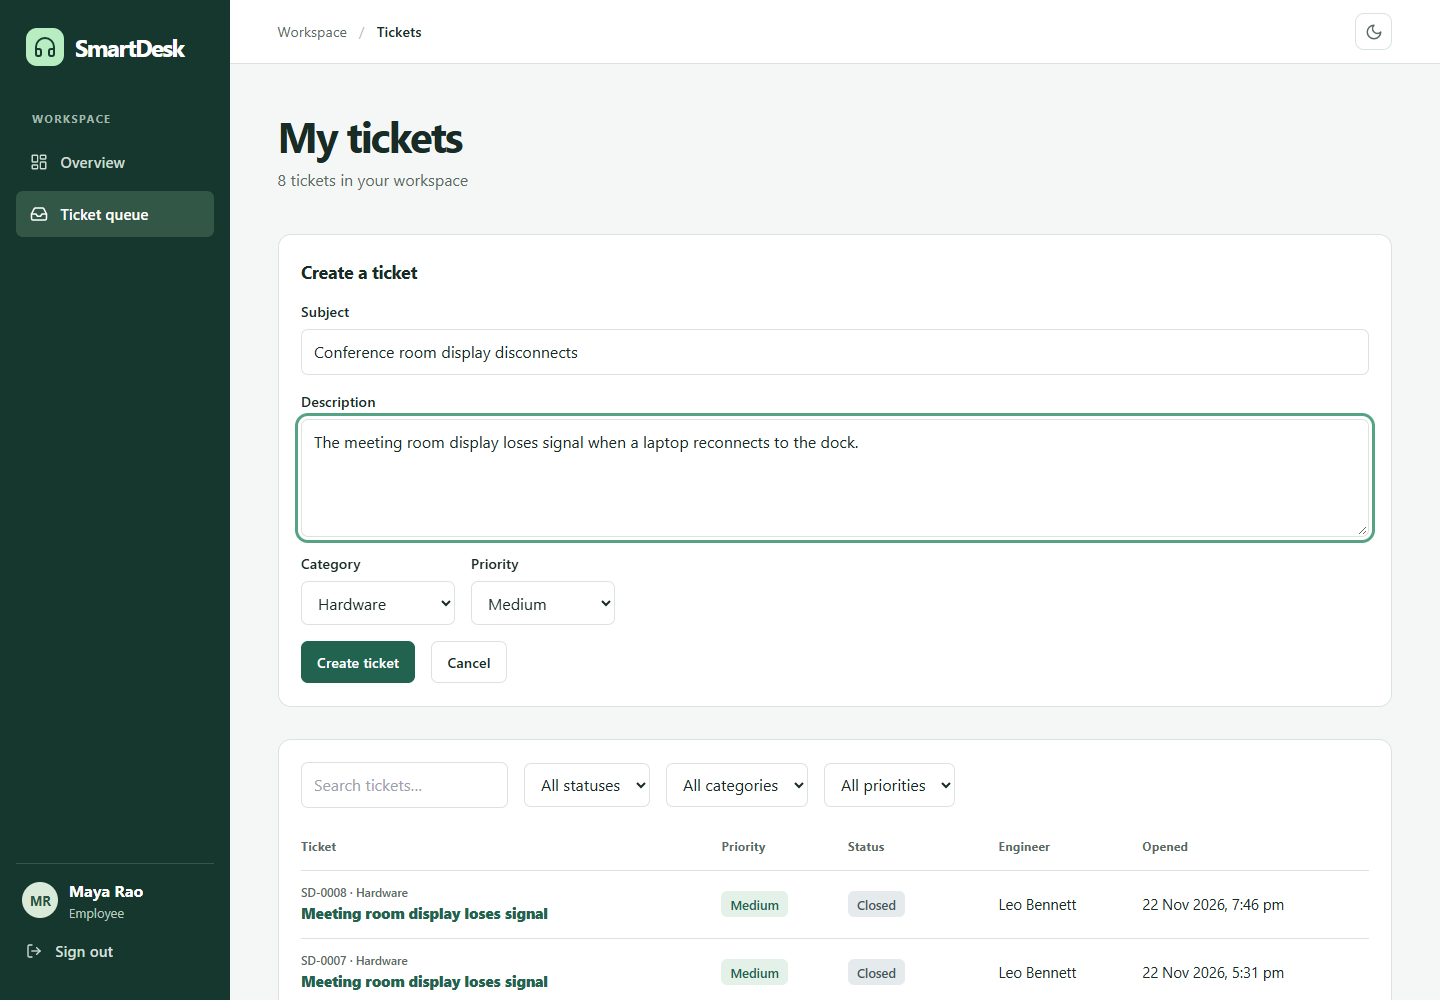 SmartDesk
WORKSPACE
Overview
Ticket queue
MR
Maya Rao
Employee
Sign out
Workspace / Tickets
My tickets
8 tickets in your workspace
Create a ticket
Subject
Conference room display disconnects
Description
The meeting room display loses signal when a laptop reconnects to the dock.
Category Priority
Hardware Medium
Create ticket Cancel
Search tickets... All statuses All categories All priorities
Ticket Priority Status Engineer Opened
SD-0008 · Hardware
Meeting room display loses signal Medium Closed Leo Bennett 22 Nov 2026, 7:46 pm
SD-0007 · Hardware
Meeting room display loses signal Medium Closed Leo Bennett 22 Nov 2026, 5:31 pm